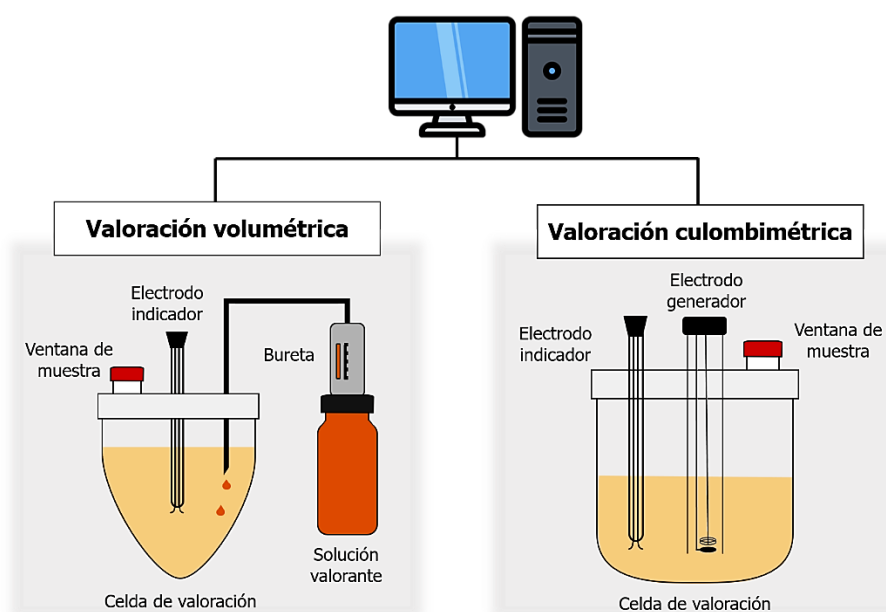 Valoración volumétrica
Electrodo
indicador
Ventana de
muestra
Bureta
Solución
valorante
Celda de valoración
Valoración culombimétrica
Electrodo
generador
Electrodo
indicador
Ventana de
muestra
Celda de valoración